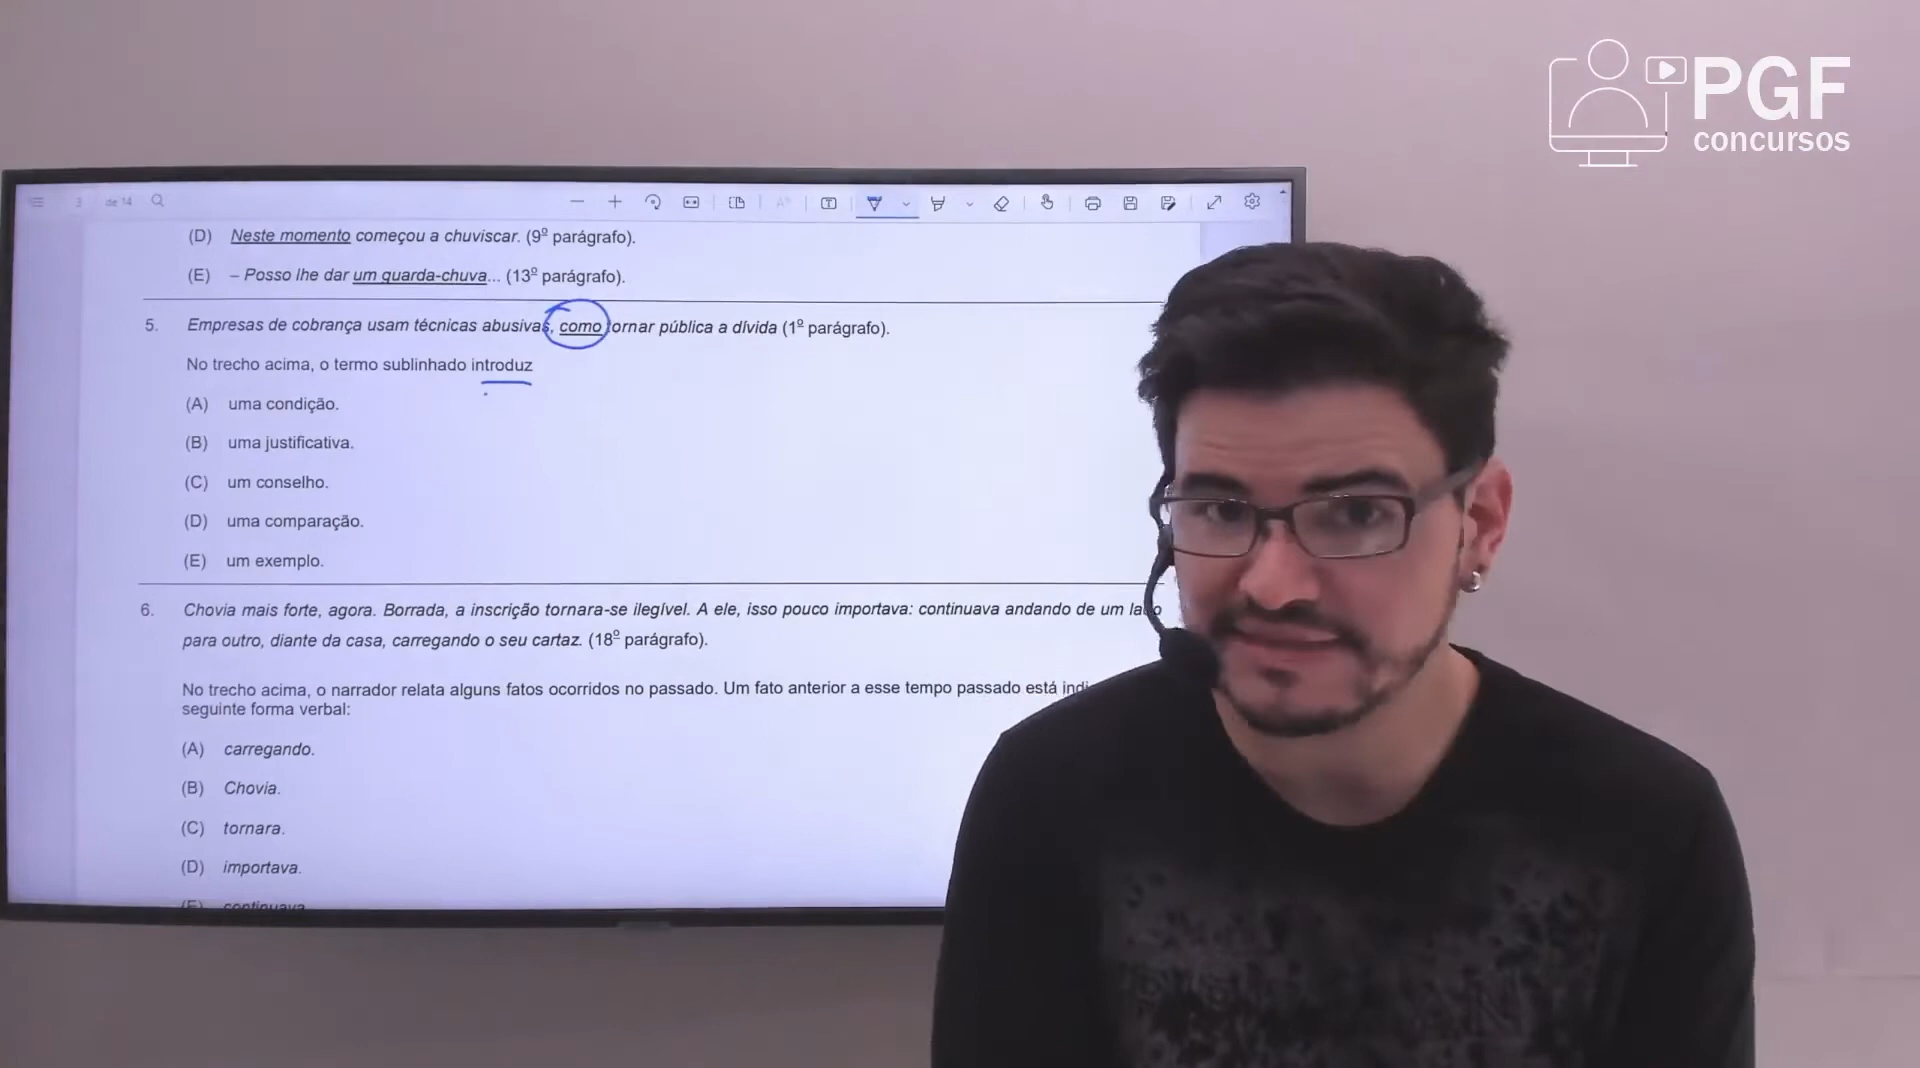 PGF
concursos
3 de 14
(D) Neste momento começou a chuviscar. (9º parágrafo).
(E) – Posso lhe dar um guarda-chuva... (13º parágrafo).
5. Empresas de cobrança usam técnicas abusivas, como tornar pública a dívida (1º parágrafo).
No trecho acima, o termo sublinhado introduz
(A) uma condição.
(B) uma justificativa.
(C) um conselho.
(D) uma comparação.
(E) um exemplo.
6. Chovia mais forte, agora. Borrada, a inscrição tornara-se ilegível. A ele, isso pouco importava: continuava andando de um lado
para outro, diante da casa, carregando o seu cartaz. (18º parágrafo).
No trecho acima, o narrador relata alguns fatos ocorridos no passado. Um fato anterior a esse tempo passado está
seguinte forma verbal:
(A) carregando.
(B) Chovia.
(C) tornara.
(D) importava.
(E) continuava